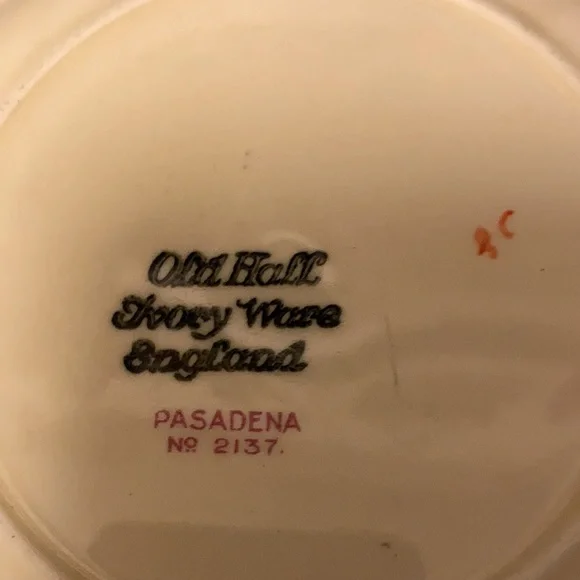 Old Hall
Ivory Ware
England
PASADENA
Nº 2137.